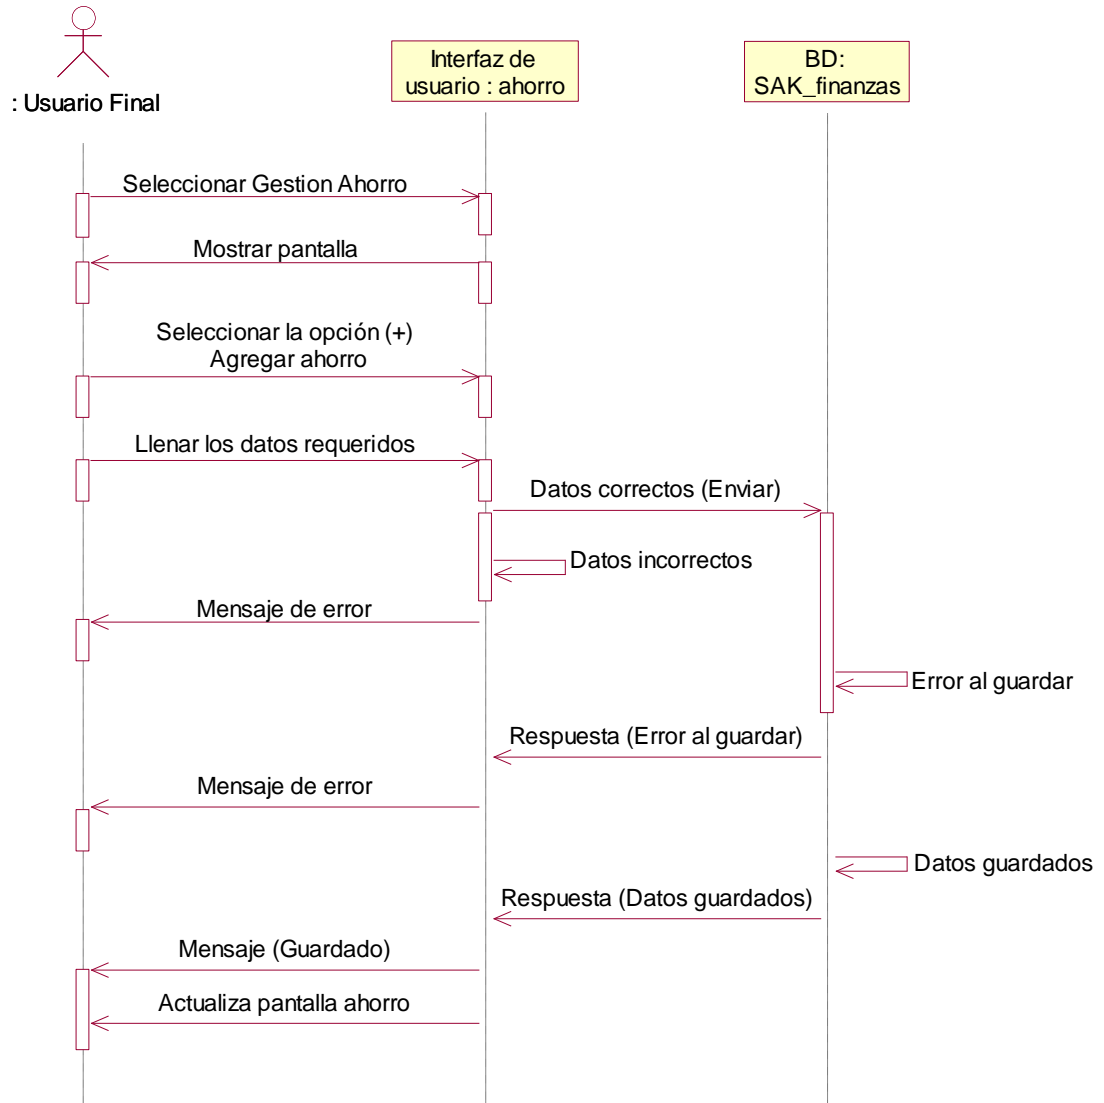 : Usuario Final
Interfaz de
usuario : ahorro
BD:
SAK_finanzas
Seleccionar Gestion Ahorro
Mostrar pantalla
Seleccionar la opción (+)
Agregar ahorro
Llenar los datos requeridos
Datos correctos (Enviar)
Datos incorrectos
Mensaje de error
Error al guardar
Respuesta (Error al guardar)
Mensaje de error
Datos guardados
Respuesta (Datos guardados)
Mensaje (Guardado)
Actualiza pantalla ahorro